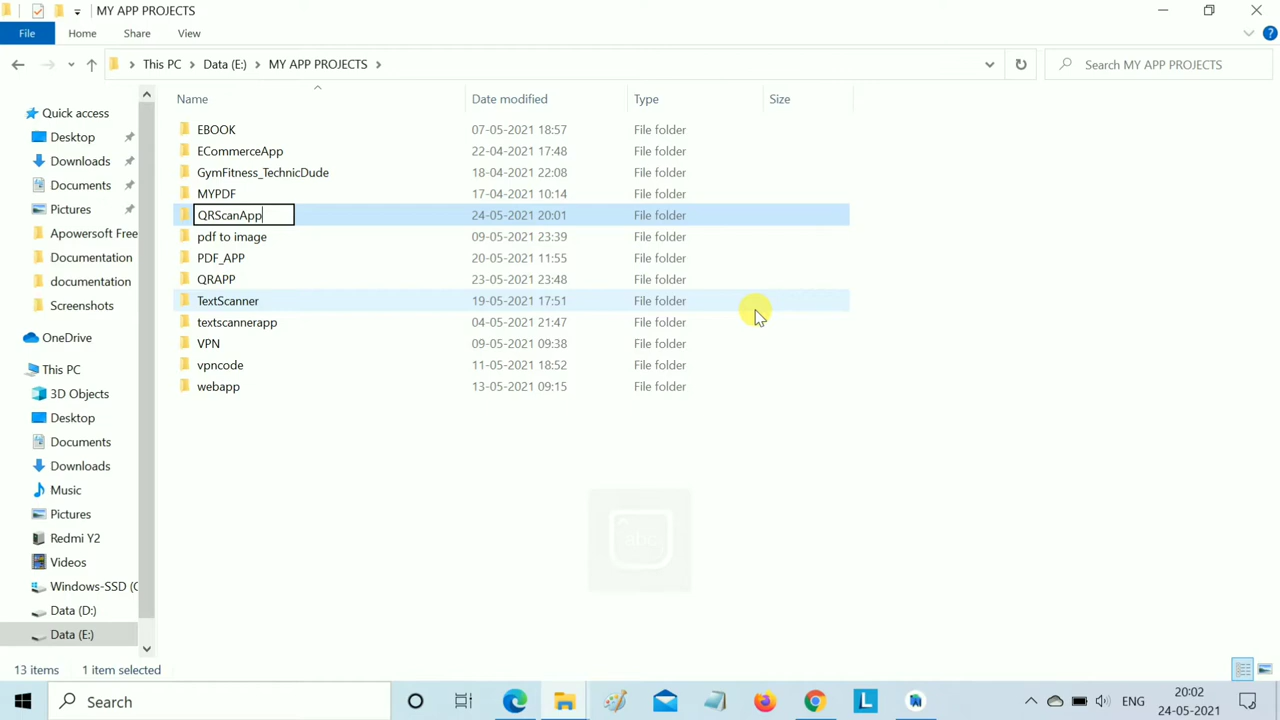 MY APP PROJECTS
File Home Share View
This PC Data (E:) MY APP PROJECTS
Search MY APP PROJECTS
Name Date modified Type Size
Quick access
Desktop
Downloads
Documents
Pictures
Apowersoft Free
Documentation
documentation
Screenshots
OneDrive
This PC
3D Objects
Desktop
Documents
Downloads
Music
Pictures
Redmi Y2
Videos
Windows-SSD (C
Data (D:)
Data (E:)
EBOOK 07-05-2021 18:57 File folder
ECommerceApp 22-04-2021 17:48 File folder
GymFitness_TechnicDude 18-04-2021 22:08 File folder
MYPDF 17-04-2021 10:14 File folder
QRScanApp 24-05-2021 20:01 File folder
pdf to image 09-05-2021 23:39 File folder
PDF_APP 20-05-2021 11:55 File folder
QRAPP 23-05-2021 23:48 File folder
TextScanner 19-05-2021 17:51 File folder
textscannerapp 04-05-2021 21:47 File folder
VPN 09-05-2021 09:38 File folder
vpncode 11-05-2021 18:52 File folder
webapp 13-05-2021 09:15 File folder
abc
13 items 1 item selected
Search
L
ENG
20:02
24-05-2021